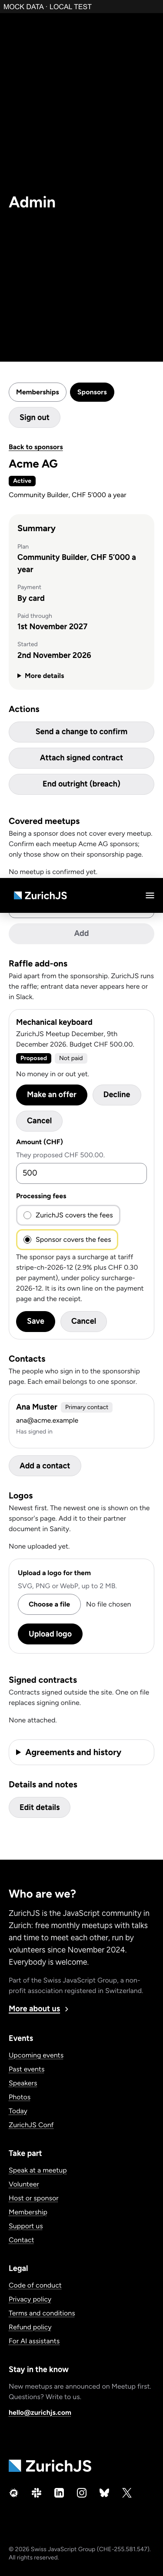 MOCK DATA · LOCAL TEST
Admin
Memberships
Sponsors
Sign out
Back to sponsors
Acme AG
Active
Community Builder, CHF 5'000 a year
Summary
Plan
Community Builder, CHF 5'000 a
year
Payment
By card
Paid through
1st November 2027
Started
2nd November 2026
More details
Actions
Send a change to confirm
Attach signed contract
End outright (breach)
Covered meetups
Being a sponsor does not cover every meetup.
Confirm each meetup Acme AG sponsors;
only those show on their sponsorship page.
No meetup is confirmed yet.
ZurichJS
Add
Raffle add-ons
Paid apart from the sponsorship. ZurichJS runs
the raffle; entrant data never appears here or
in Slack.
Mechanical keyboard
ZurichJS Meetup December, 9th
December 2026. Budget CHF 500.00.
Proposed
Not paid
No money in or out yet.
Make an offer
Decline
Cancel
Amount (CHF)
They proposed CHF 500.00.
500
Processing fees
ZurichJS covers the fees
Sponsor covers the fees
The sponsor pays a surcharge at tariff
stripe-ch-2026-12 (2.9% plus CHF 0.30
per payment), under policy surcharge-
2026-12. It is its own line on the payment
page and the receipt.
Save
Cancel
Contacts
The people who sign in to the sponsorship
page. Each email belongs to one sponsor.
Ana Muster
Primary contact
ana@acme.example
Has signed in
Add a contact
Logos
Newest first. The newest one is shown on the
sponsor's page. Add it to their partner
document in Sanity.
None uploaded yet.
Upload a logo for them
SVG, PNG or WebP, up to 2 MB.
Choose a file
No file chosen
Upload logo
Signed contracts
Contracts signed outside the site. One on file
replaces signing online.
None attached.
Agreements and history
Details and notes
Edit details
Who are we?
ZurichJS is the JavaScript community in
Zurich: free monthly meetups with talks
and time to meet each other, run by
volunteers since November 2024.
Everybody is welcome.
Part of the Swiss JavaScript Group, a non-
profit association registered in Switzerland.
More about us
Events
Upcoming events
Past events
Speakers
Photos
Today
ZurichJS Conf
Take part
Speak at a meetup
Volunteer
Host or sponsor
Membership
Support us
Contact
Legal
Code of conduct
Privacy policy
Terms and conditions
Refund policy
For AI assistants
Stay in the know
New meetups are announced on Meetup first.
Questions? Write to us.
hello@zurichjs.com
ZurichJS
© 2026 Swiss JavaScript Group (CHE-255.581.547).
All rights reserved.